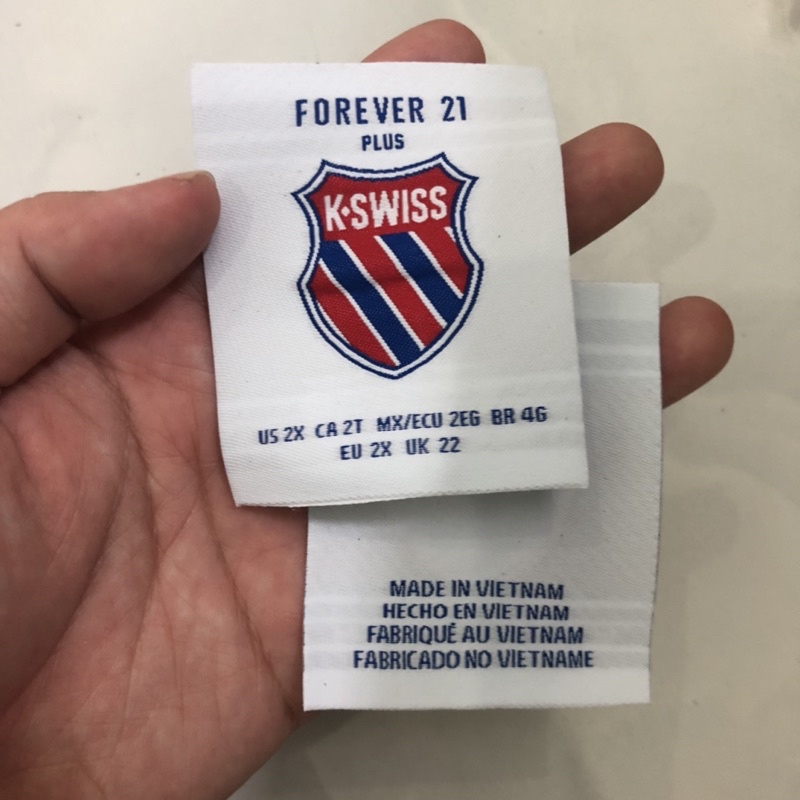 FOREVER 21
PLUS
K·SWISS
US 2X CA 2T MX/ECU 2EG BR 4G
EU 2X UK 22
MADE IN VIETNAM
HECHO EN VIETNAM
FABRIQUÉ AU VIETNAM
FABRICADO NO VIETNAME